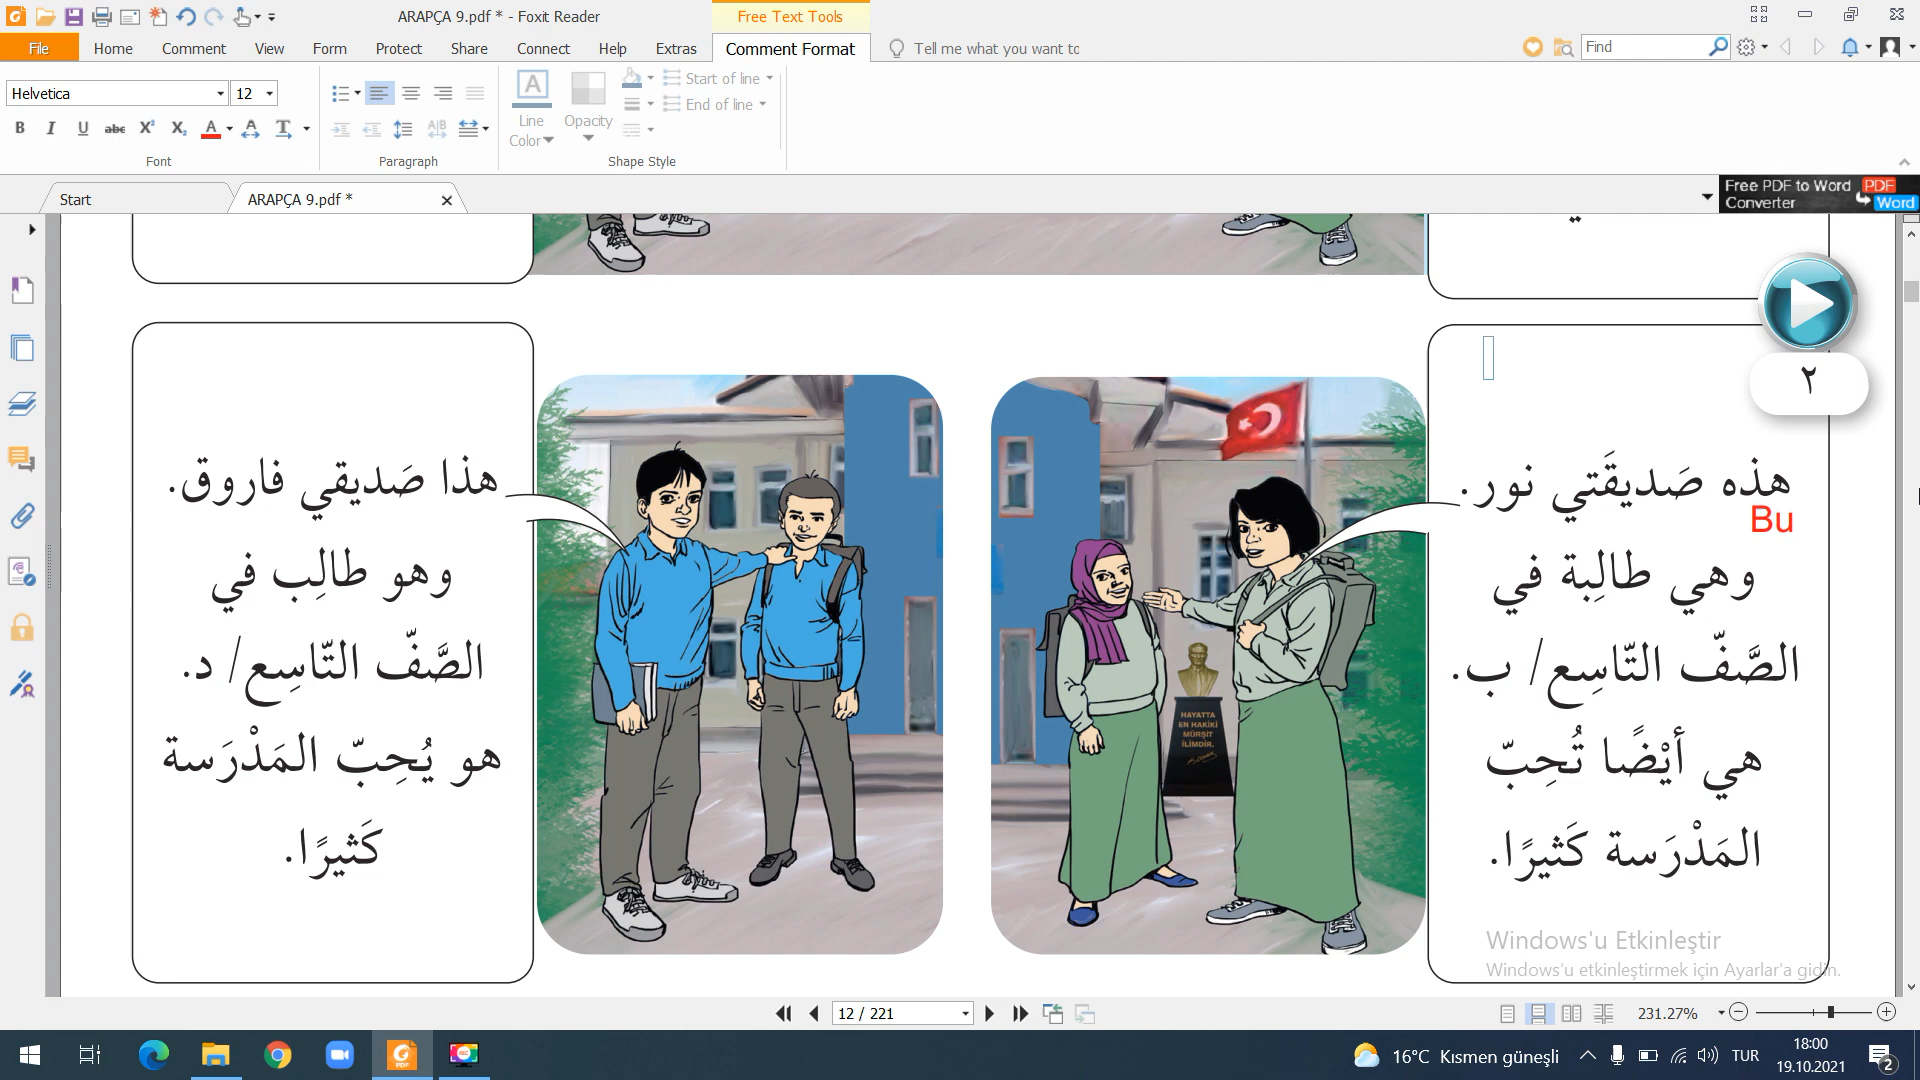 ARAPÇA 9.pdf * - Foxit Reader
Free Text Tools
File Home Comment View Form Protect Share Connect Help Extras Comment Format Tell me what you want to
Find
Helvetica 12
Start of line
End of line
Line Color
Opacity
Font Paragraph Shape Style
Start
ARAPÇA 9.pdf *
Free PDF to Word Converter
PDF Word
٢
هذه صَديقَتي نور.
Bu
وهي طالِبة في
الصَّفّ التّاسِع/ ب.
هي أيْضًا تُحِبّ
المَدْرَسة كَثيرًا.
هذا صَديقي فاروق.
وهو طالِب في
الصَّفّ التّاسِع/ د.
هو يُحِبّ المَدْرَسة
كَثيرًا.
HAYATTA
EN HAKİKİ
MÜRŞİT
İLİMDİR.
Windows'u Etkinleştir
Windows'u etkinleştirmek için Ayarlar'a gidin.
12 / 221
231.27%
16°C Kısmen güneşli
TUR
18:00
19.10.2021
2